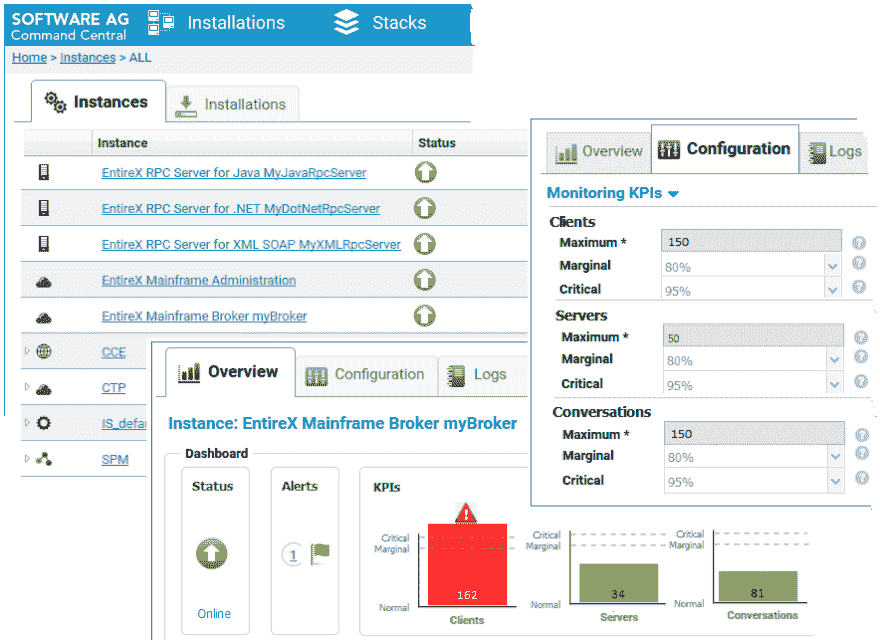 SOFTWARE AG
Command Central
Installations
Stacks
Home > Instances > ALL
Instances
Installations
Instance Status
EntireX RPC Server for Java MyJavaRpcServer
EntireX RPC Server for .NET MyDotNetRpcServer
EntireX RPC Server for XML SOAP MyXMLRpcServer
EntireX Mainframe Administration
EntireX Mainframe Broker myBroker
CCE
CTP
IS_defau
SPM
Overview
Configuration
Logs
Monitoring KPIs
Clients
Maximum * 150
Marginal 80%
Critical 95%
Servers
Maximum * 50
Marginal 80%
Critical 95%
Conversations
Maximum * 150
Marginal 80%
Critical 95%
Overview
Configuration
Logs
Instance: EntireX Mainframe Broker myBroker
Dashboard
Status
Online
Alerts
1
KPIs
Critical
Marginal
Normal
162
Clients
Critical
Marginal
Normal
34
Servers
Critical
Marginal
Normal
81
Conversations